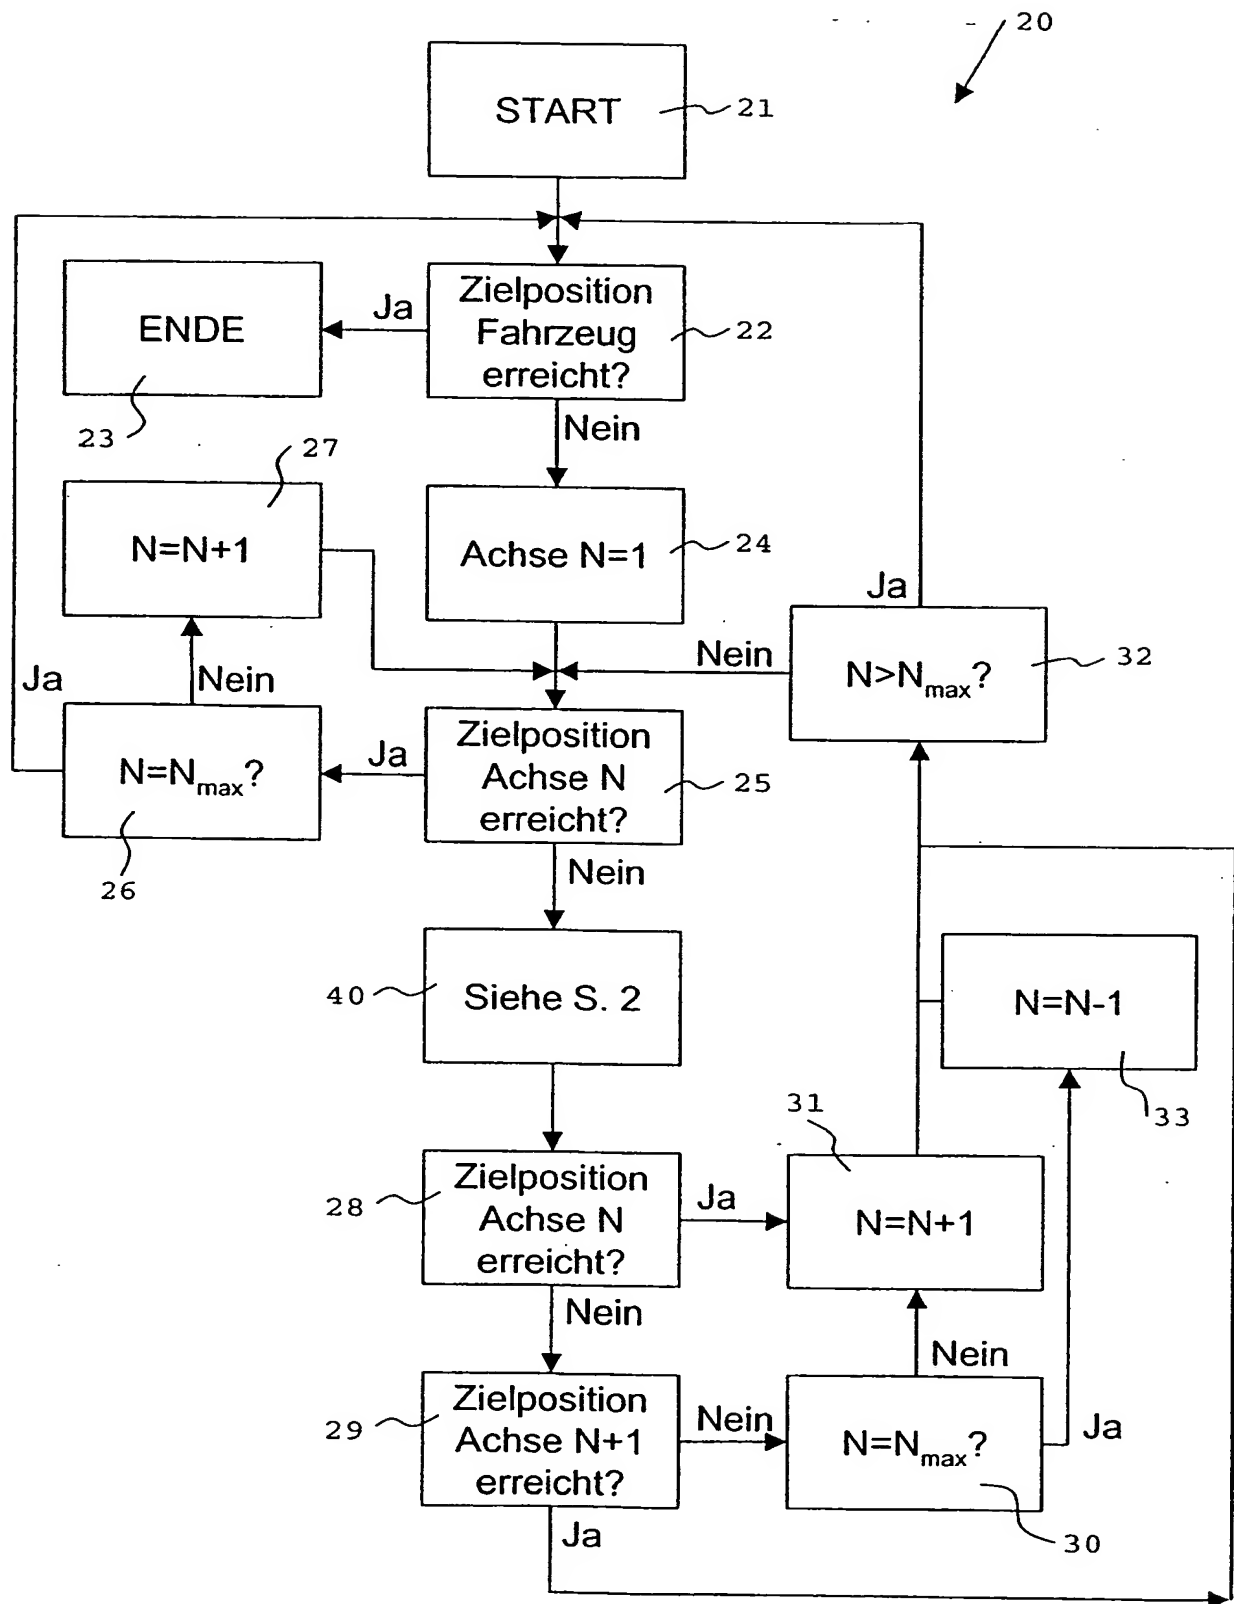 20
START
21
Zielposition
Fahrzeug
erreicht?
22
Ja
ENDE
23
Nein
27
N=N+1
Achse N=1
24
Ja
Nein
N>Nmax?
32
Ja
Nein
N=Nmax?
26
Ja
Zielposition
Achse N
erreicht?
25
Nein
40
Siehe S. 2
N=N-1
33
31
28
Zielposition
Achse N
erreicht?
Ja
N=N+1
Nein
Nein
29
Zielposition
Achse N+1
erreicht?
Nein
N=Nmax?
Ja
30
Ja